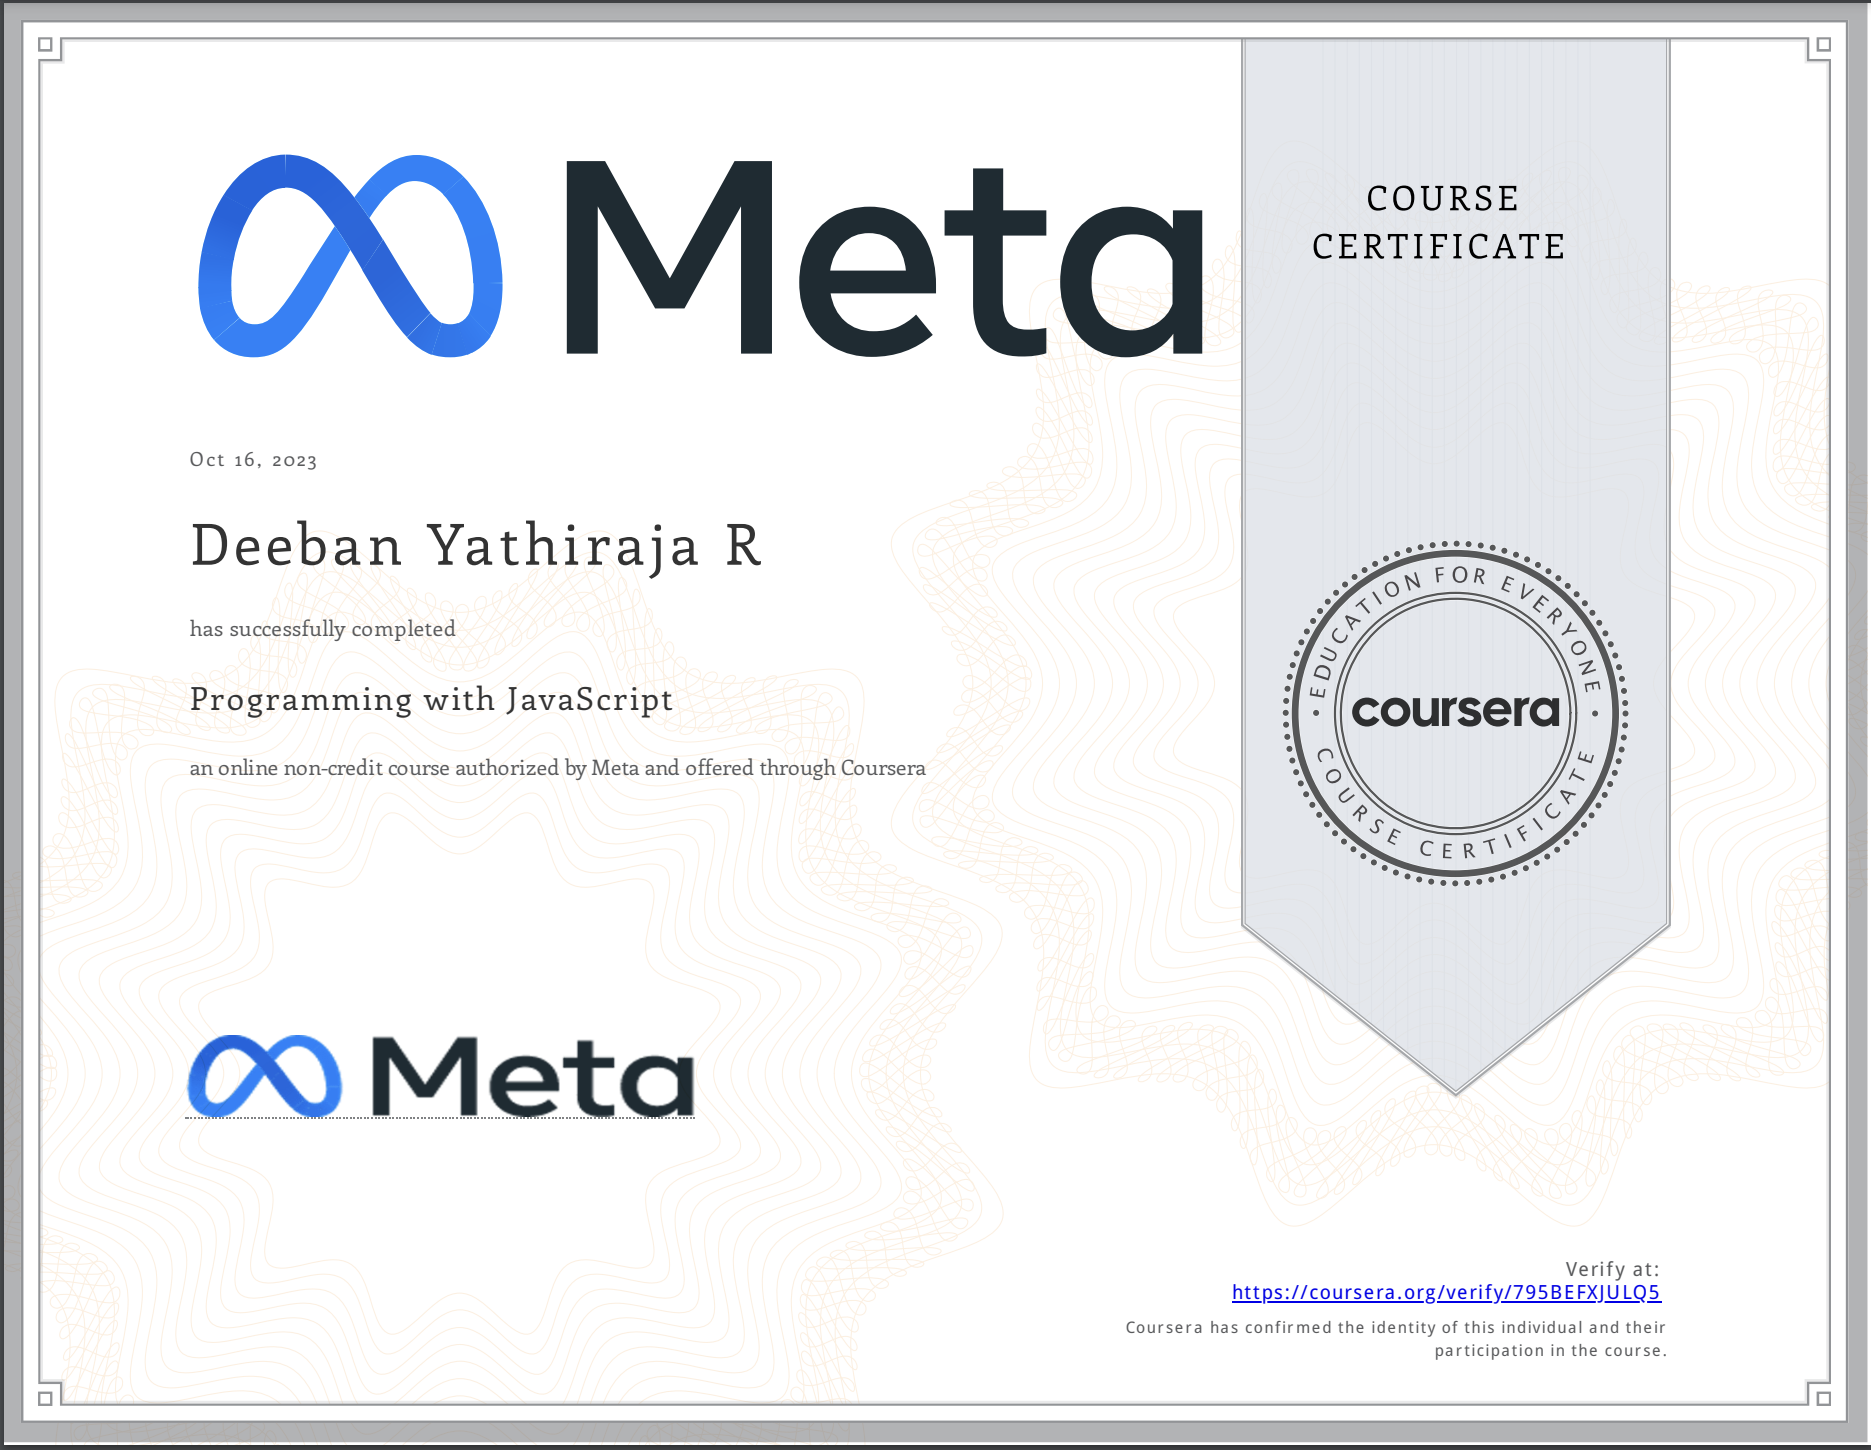 Meta
COURSE
CERTIFICATE
Oct 16, 2023
Deeban Yathiraja R
has successfully completed
Programming with JavaScript
an online non-credit course authorized by Meta and offered through Coursera
EDUCATION FOR EVERYONE
coursera
COURSE CERTIFICATE
Meta
Verify at:
https://coursera.org/verify/795BEFXJULQ5
Coursera has confirmed the identity of this individual and their
participation in the course.